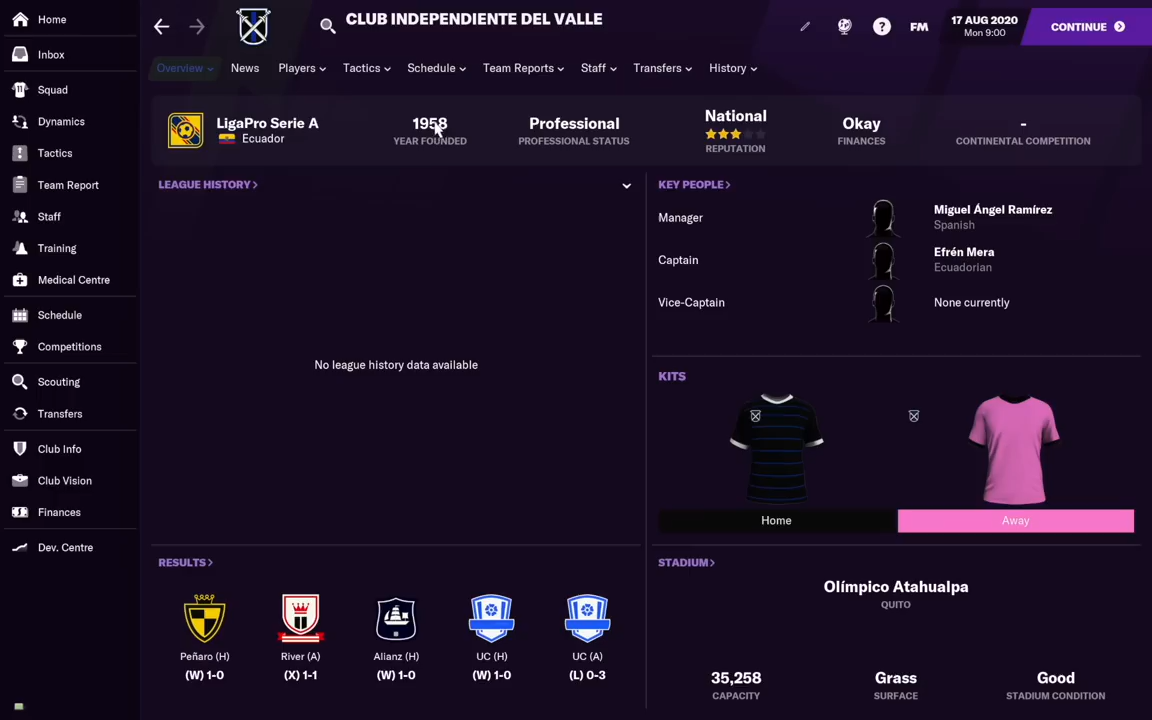 Home
Inbox
Squad
Dynamics
Tactics
Team Report
Staff
Training
Medical Centre
Schedule
Competitions
Scouting
Transfers
Club Info
Club Vision
Finances
Dev. Centre
CLUB INDEPENDIENTE DEL VALLE
?
FM
17 AUG 2020
Mon 9:00
CONTINUE
Overview
News
Players
Tactics
Schedule
Team Reports
Staff
Transfers
History
LigaPro Serie A
Ecuador
1958
YEAR FOUNDED
Professional
PROFESSIONAL STATUS
National
REPUTATION
Okay
FINANCES
-
CONTINENTAL COMPETITION
LEAGUE HISTORY>
No league history data available
KEY PEOPLE>
Manager
Miguel Ángel Ramírez
Spanish
Captain
Efrén Mera
Ecuadorian
Vice-Captain
None currently
KITS
Home
Away
RESULTS>
Peñaro (H)
(W) 1-0
River (A)
(X) 1-1
Alianz (H)
(W) 1-0
UC (H)
(W) 1-0
UC (A)
(L) 0-3
STADIUM>
Olímpico Atahualpa
QUITO
35,258
CAPACITY
Grass
SURFACE
Good
STADIUM CONDITION